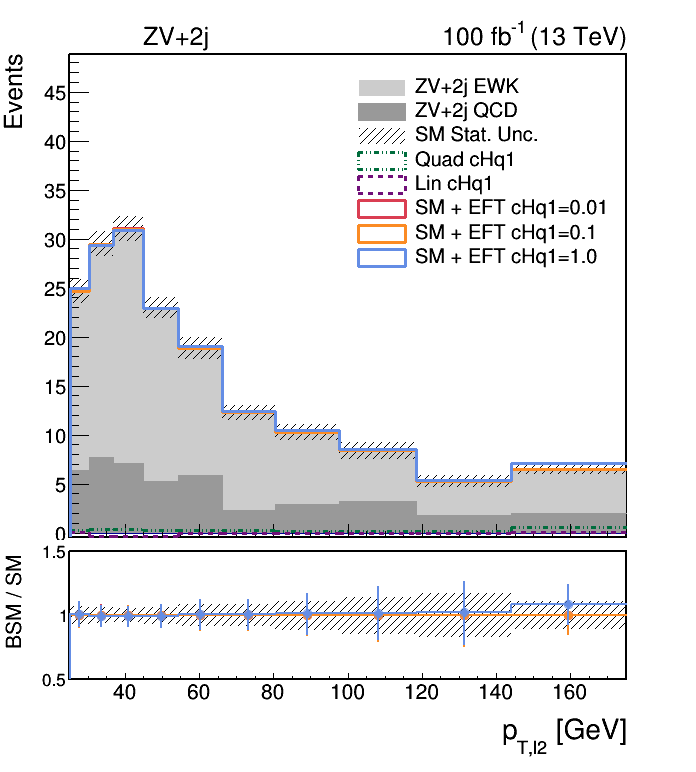 ZV+2j
100 fb-1 (13 TeV)
Events
45
40
35
30
25
20
15
10
5
0
ZV+2j EWK
ZV+2j QCD
SM Stat. Unc.
Quad cHq1
Lin cHq1
SM + EFT cHq1=0.01
SM + EFT cHq1=0.1
SM + EFT cHq1=1.0
BSM / SM
1.5
1
0.5
40 60 80 100 120 140 160
pT,l2 [GeV]